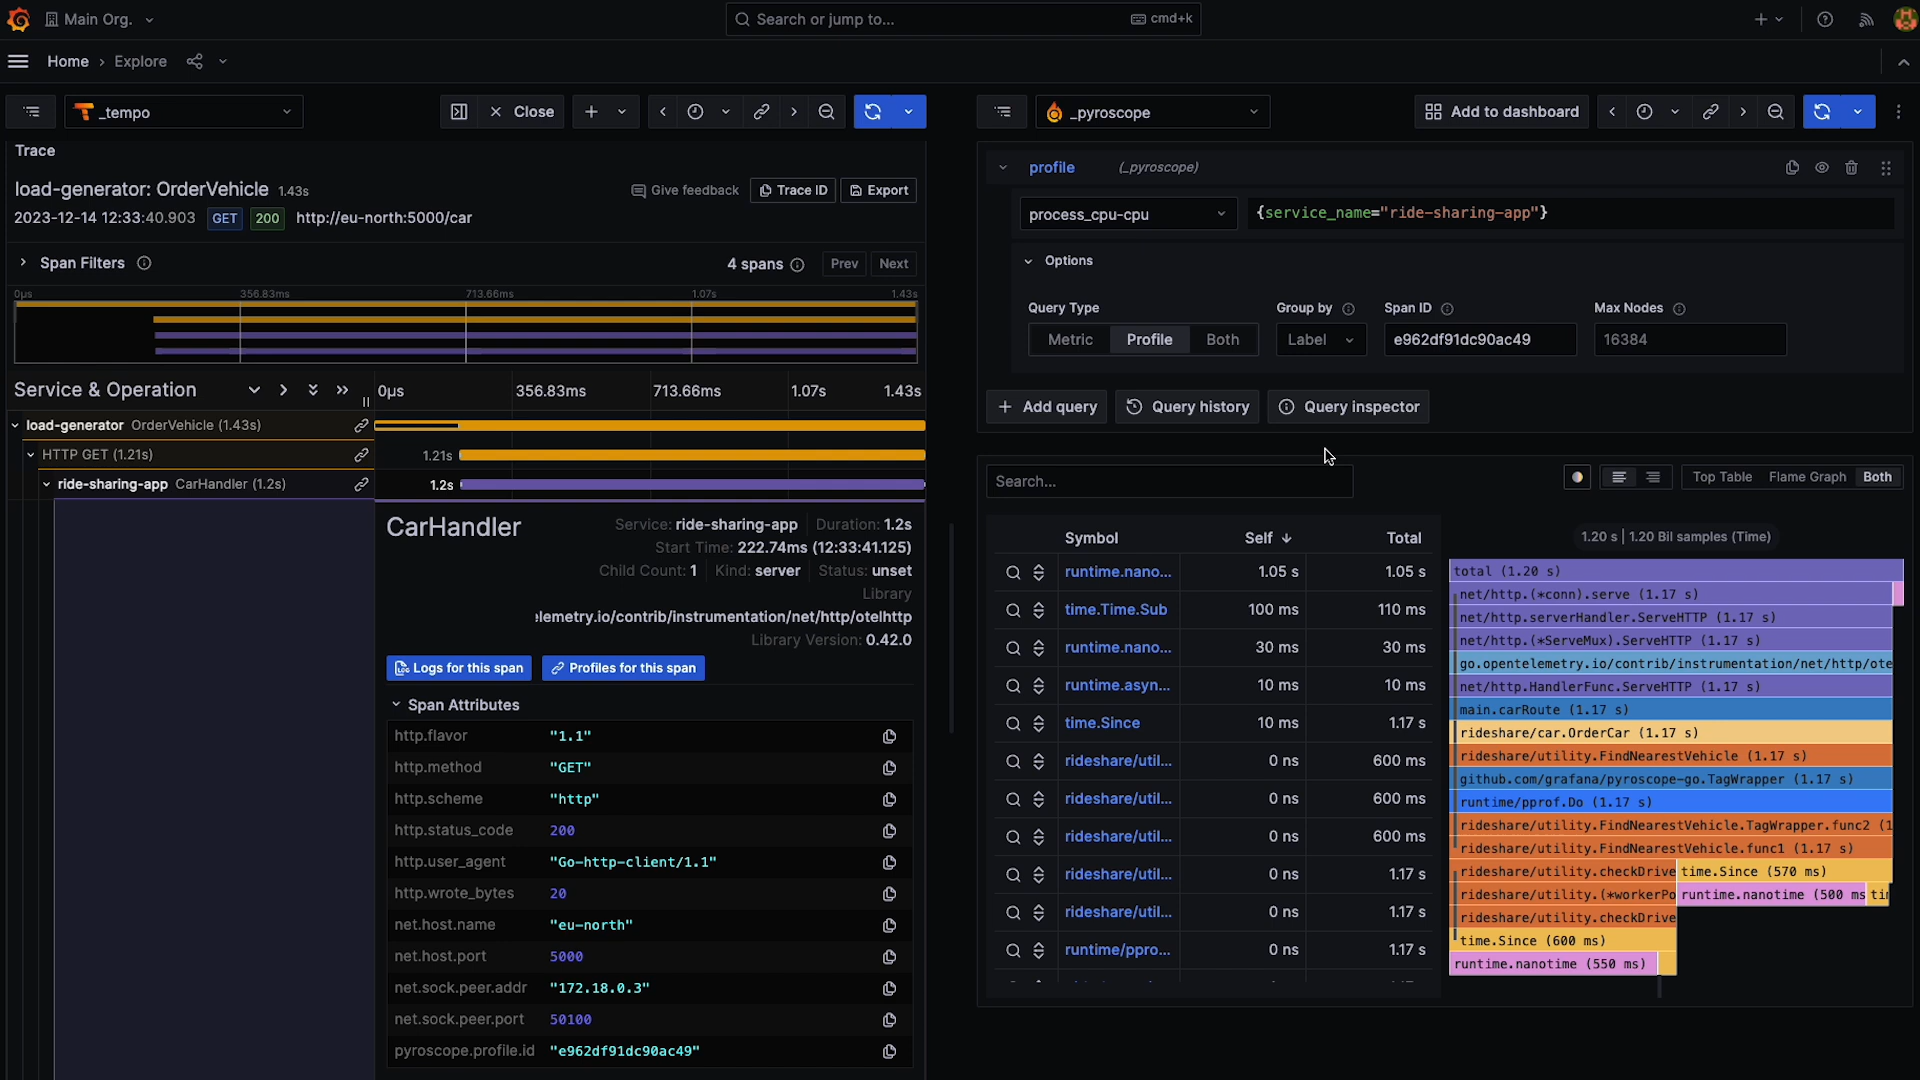 Main Org.
Search or jump to...
cmd+k
Home
Explore
_tempo
Close
_pyroscope
Add to dashboard
Trace
load-generator: OrderVehicle 1.43s
Give feedback
Trace ID
Export
2023-12-14 12:33:40.903 GET 200 http://eu-north:5000/car
Span Filters
4 spans
Prev
Next
0μs 356.83ms 713.66ms 1.07s 1.43s
Service & Operation
0μs 356.83ms 713.66ms 1.07s 1.43s
load-generator OrderVehicle (1.43s)
HTTP GET (1.21s)
1.21s
ride-sharing-app CarHandler (1.2s)
1.2s
CarHandler
Service: ride-sharing-app Duration: 1.2s
Start Time: 222.74ms (12:33:41.125)
Child Count: 1 Kind: server Status: unset
Library
lemetry.io/contrib/instrumentation/net/http/otelhttp
Library Version: 0.42.0
Logs for this span
Profiles for this span
Span Attributes
http.flavor "1.1"
http.method "GET"
http.scheme "http"
http.status_code 200
http.user_agent "Go-http-client/1.1"
http.wrote_bytes 20
net.host.name "eu-north"
net.host.port 5000
net.sock.peer.addr "172.18.0.3"
net.sock.peer.port 50100
pyroscope.profile.id "e962df91dc90ac49"
profile (_pyroscope)
process_cpu-cpu
{service_name="ride-sharing-app"}
Options
Query Type
Group by
Span ID
Max Nodes
Metric
Profile
Both
Label
e962df91dc90ac49
16384
Add query
Query history
Query inspector
Search...
Top Table
Flame Graph
Both
Symbol Self Total
runtime.nano... 1.05 s 1.05 s
time.Time.Sub 100 ms 110 ms
runtime.nano... 30 ms 30 ms
runtime.asyn... 10 ms 10 ms
time.Since 10 ms 1.17 s
rideshare/util... 0 ns 600 ms
rideshare/util... 0 ns 600 ms
rideshare/util... 0 ns 600 ms
rideshare/util... 0 ns 1.17 s
rideshare/util... 0 ns 1.17 s
runtime/ppro... 0 ns 1.17 s
1.20 s | 1.20 Bil samples (Time)
total (1.20 s)
net/http.(*conn).serve (1.17 s)
net/http.serverHandler.ServeHTTP (1.17 s)
net/http.(*ServeMux).ServeHTTP (1.17 s)
go.opentelemetry.io/contrib/instrumentation/net/http/ote
net/http.HandlerFunc.ServeHTTP (1.17 s)
main.carRoute (1.17 s)
rideshare/car.OrderCar (1.17 s)
rideshare/utility.FindNearestVehicle (1.17 s)
github.com/grafana/pyroscope-go.TagWrapper (1.17 s)
runtime/pprof.Do (1.17 s)
rideshare/utility.FindNearestVehicle.TagWrapper.func2 (1
rideshare/utility.FindNearestVehicle.func1 (1.17 s)
rideshare/utility.checkDrive time.Since (570 ms)
rideshare/utility.(*workerPo runtime.nanotime (500 ms tim
rideshare/utility.checkDrive
time.Since (600 ms)
runtime.nanotime (550 ms)